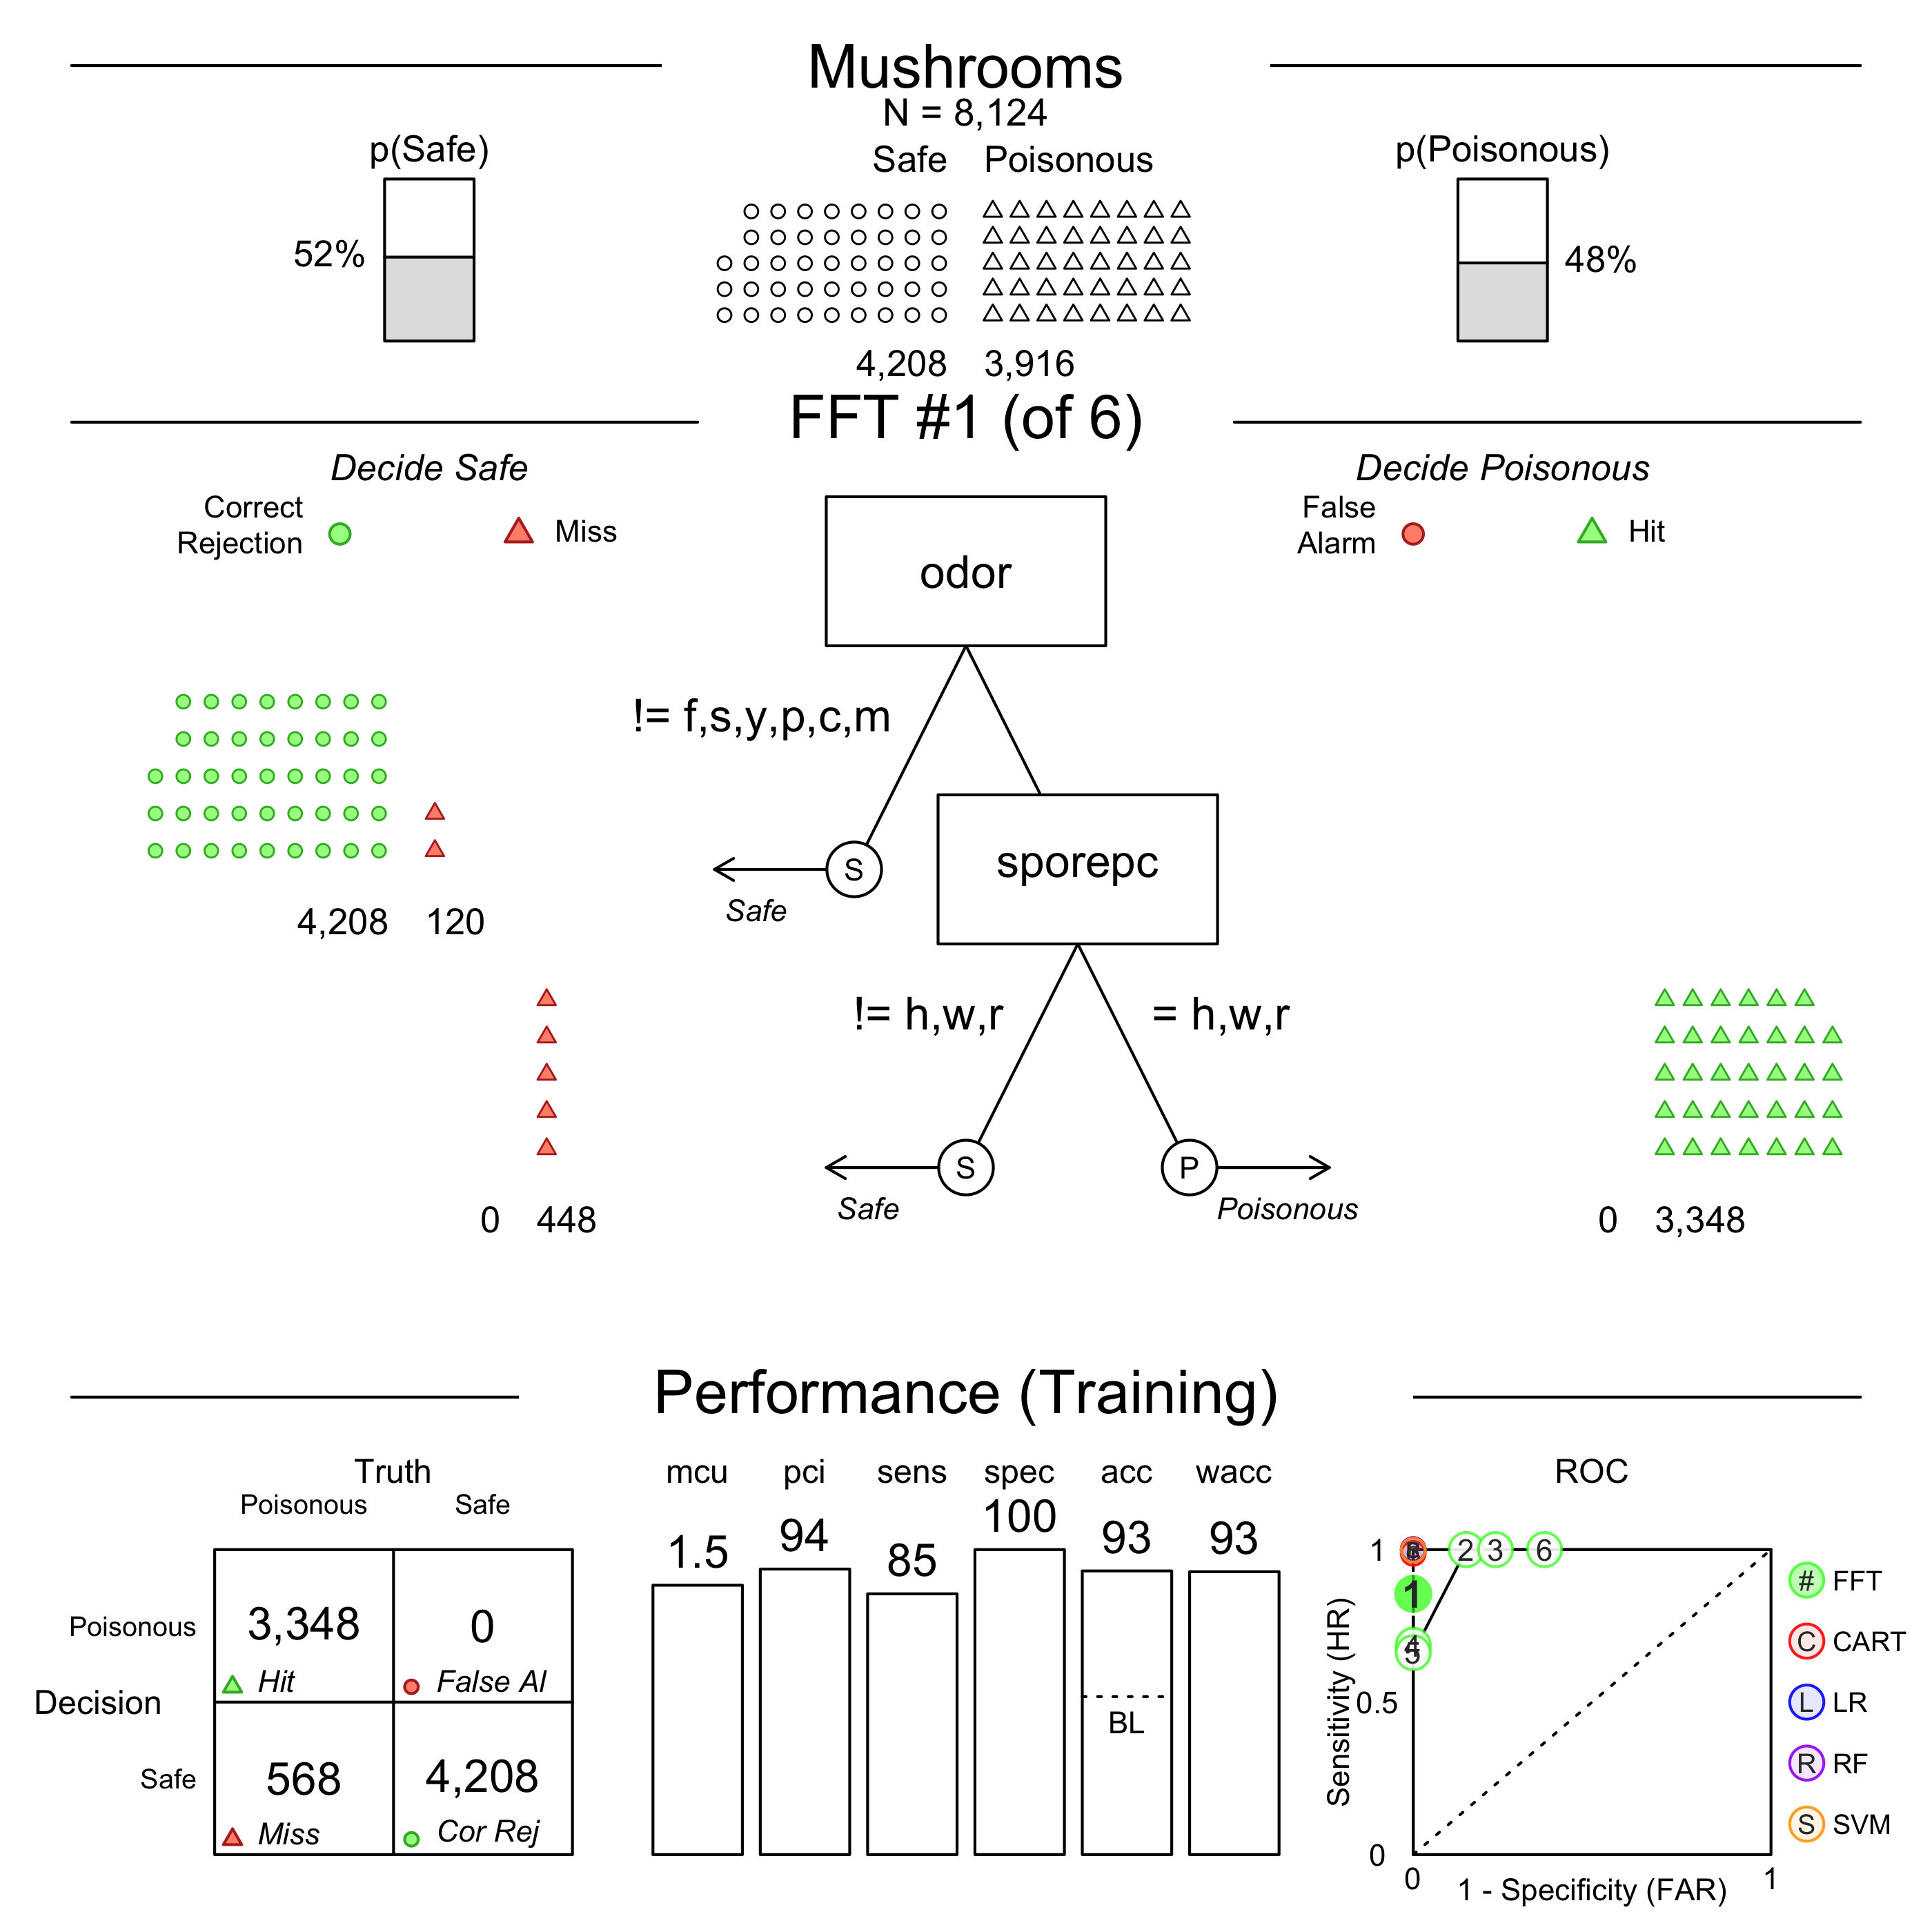 Mushrooms
N = 8,124
p(Safe)
Safe Poisonous
p(Poisonous)
52%
48%
4,208 3,916
FFT #1 (of 6)
Decide Safe
Decide Poisonous
Correct
Rejection
Miss
False
Alarm
Hit
odor
!= f,s,y,p,c,m
sporepc
S
Safe
4,208 120
!= h,w,r
= h,w,r
S
P
Safe
Poisonous
0 448
0 3,348
Performance (Training)
Truth
Poisonous Safe
Decision
Poisonous
3,348
Hit
0
False Al
Safe
568
Miss
4,208
Cor Rej
mcu pci sens spec acc wacc
1.5 94 85 100 93 93
BL
ROC
1
2 3 6
1
4
5
Sensitivity (HR)
0.5
0
0 1
1 - Specificity (FAR)
# FFT
C CART
L LR
R RF
S SVM